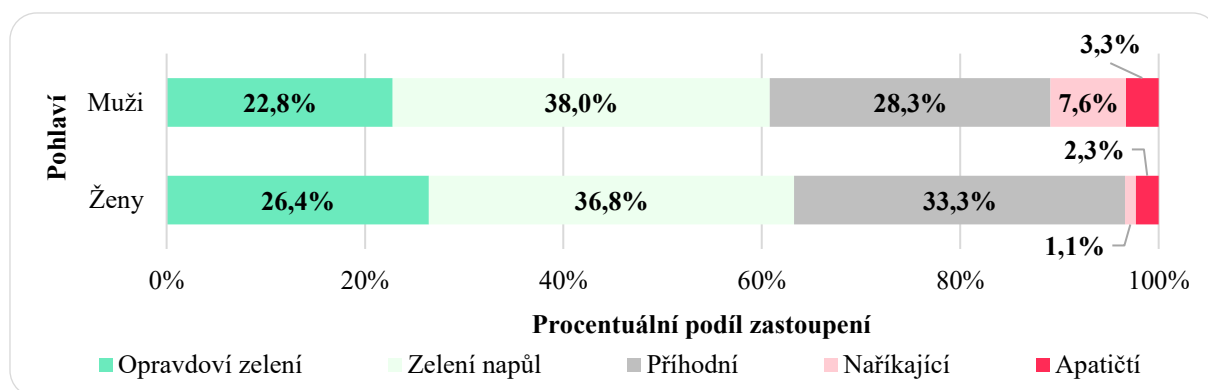 3,3%
Muži
22,8%
38,0%
28,3%
7,6%
Pohlaví
2,3%
Ženy
26,4%
36,8%
33,3%
1,1%
0%
20%
40%
60%
80%
100%
Procentuální podíl zastoupení
Opravdoví zelení
Zelení napůl
Příhodní
Naříkající
Apatičtí